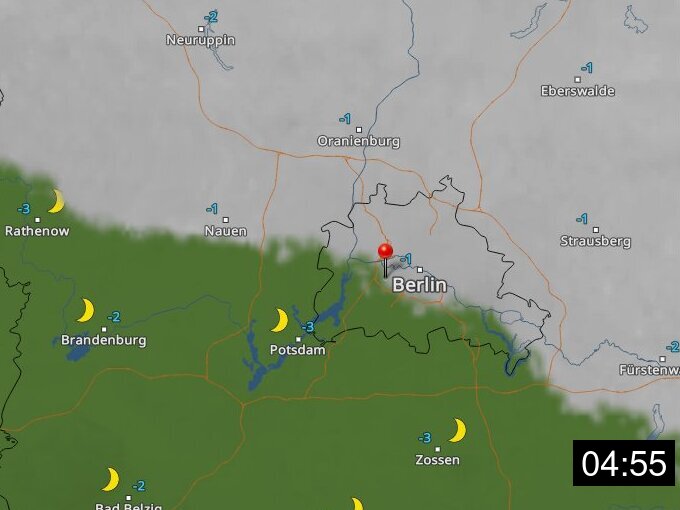 -2
Neuruppin
-1
Eberswalde
-1
Oranienburg
-3
Rathenow
-1
Nauen
-1
Strausberg
-1
Berlin
-2
Brandenburg
-3
Potsdam
-2
Fürstenwa
-3
Zossen
-2
Bad Belzig
04:55